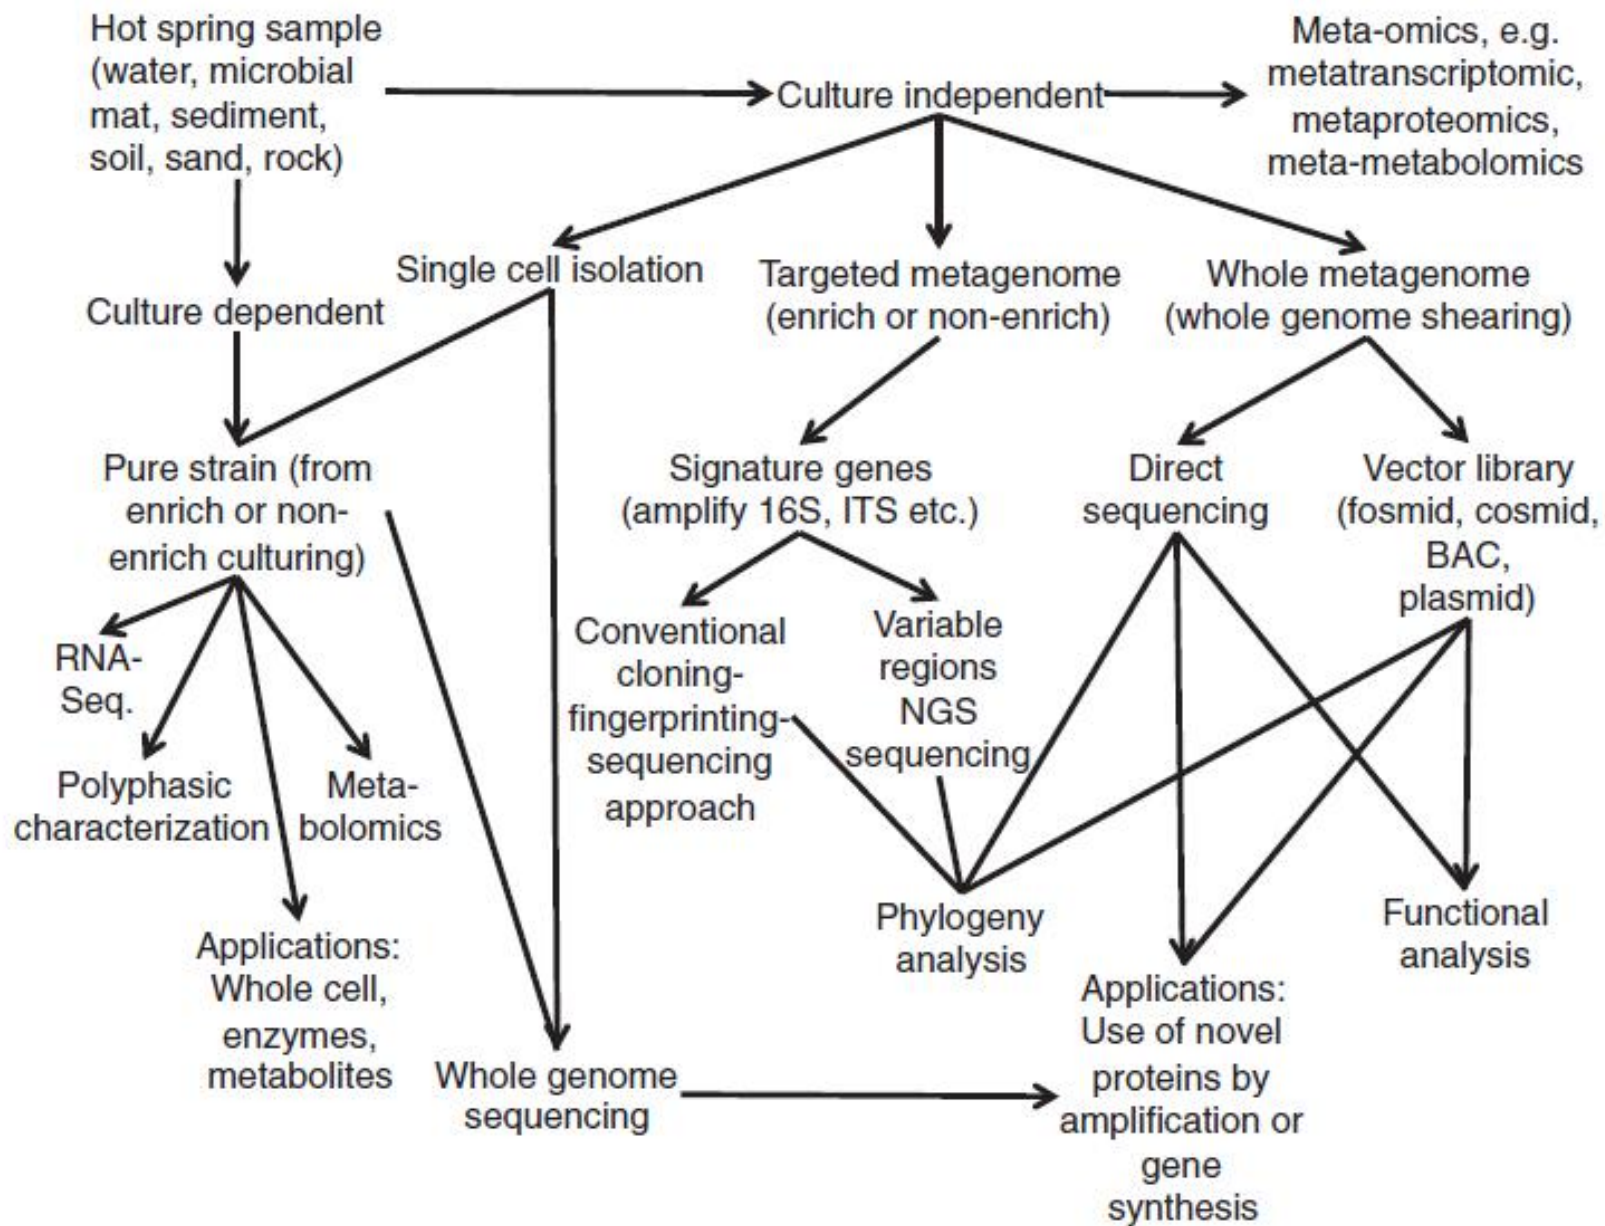 Hot spring sample
(water, microbial
mat, sediment,
soil, sand, rock)
Culture independent
Meta-omics, e.g.
metatranscriptomic,
metaproteomics,
meta-metabolomics
Culture dependent
Single cell isolation
Targeted metagenome
(enrich or non-enrich)
Whole metagenome
(whole genome shearing)
Pure strain (from
enrich or non-
enrich culturing)
Signature genes
(amplify 16S, ITS etc.)
Direct
sequencing
Vector library
(fosmid, cosmid,
BAC,
plasmid)
RNA-
Seq.
Conventional
cloning-
fingerprinting-
sequencing
approach
Variable
regions
NGS
sequencing
Polyphasic
characterization
Meta-
bolomics
Applications:
Whole cell,
enzymes,
metabolites
Whole genome
sequencing
Phylogeny
analysis
Functional
analysis
Applications:
Use of novel
proteins by
amplification or
gene
synthesis